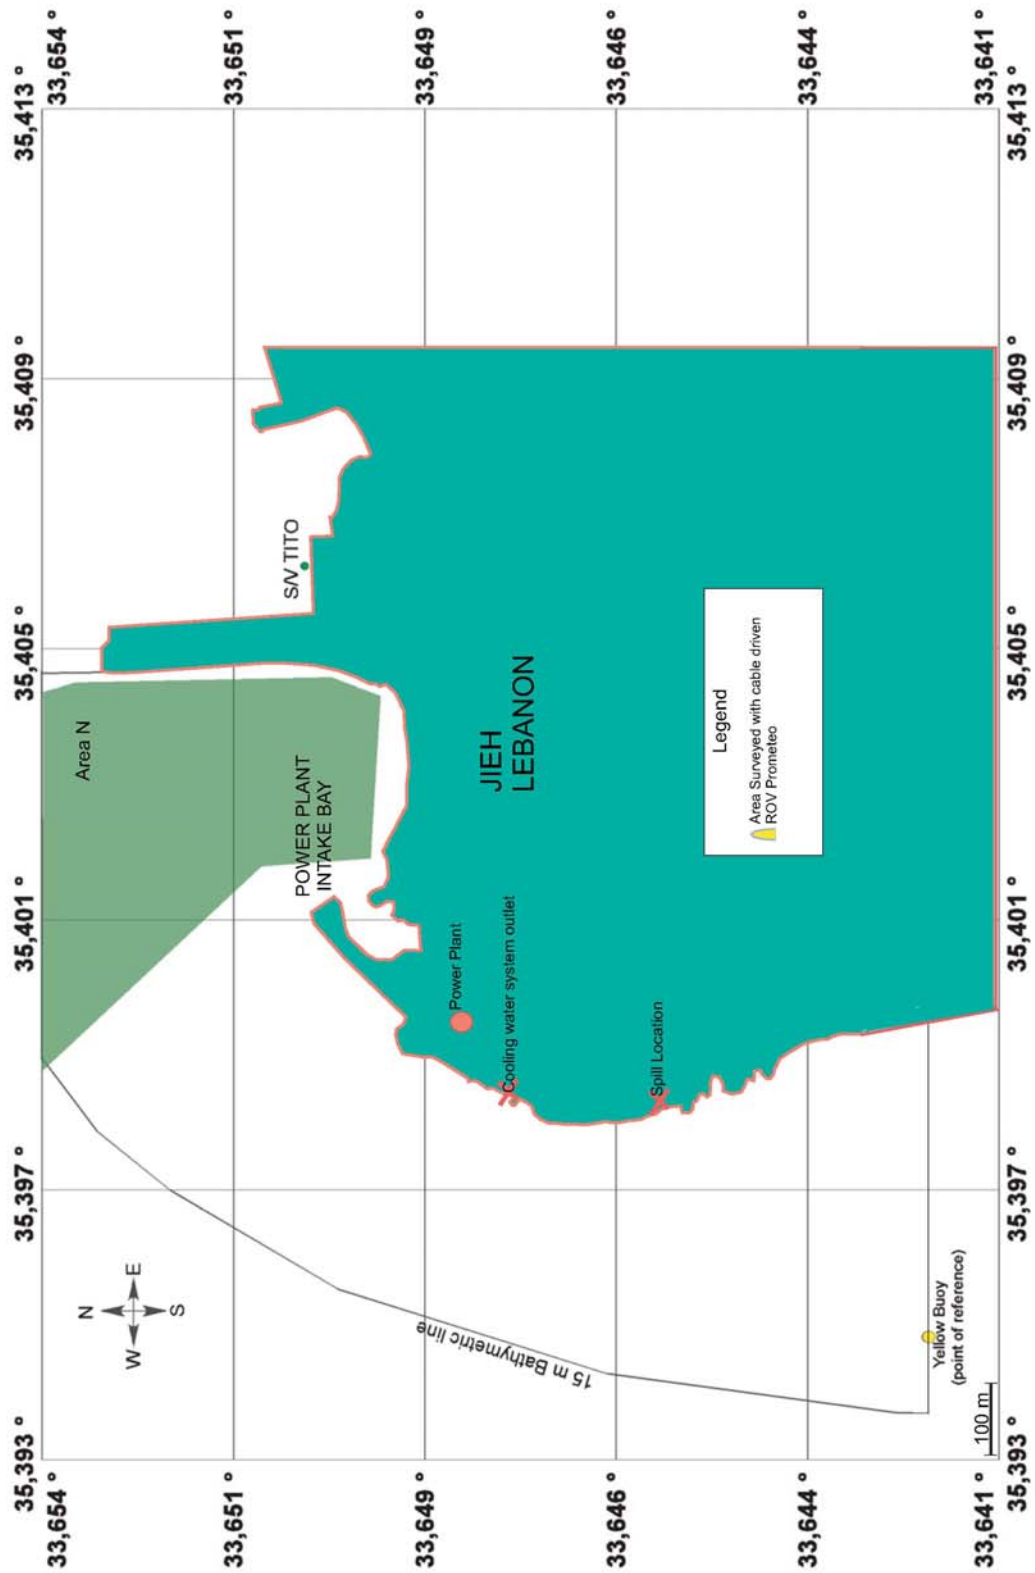 35,393 °
35,397 °
35,401 °
35,405 °
35,409 °
35,413 °
33,654 °
33,654 °
Area N
N
W
E
S
33,651 °
33,651 °
S/V TITO
POWER PLANT
INTAKE BAY
33,649 °
33,649 °
15 m Bathymetric line
Power Plant
JIEH
LEBANON
Cooling water system outlet
33,646 °
33,646 °
Spill Location
Legend
Area Surveyed with cable driven
ROV Prometeo
33,644 °
33,644 °
Yellow Buoy
(point of reference)
100 m
33,641 °
33,641 °
35,393 °
35,397 °
35,401 °
35,405 °
35,409 °
35,413 °